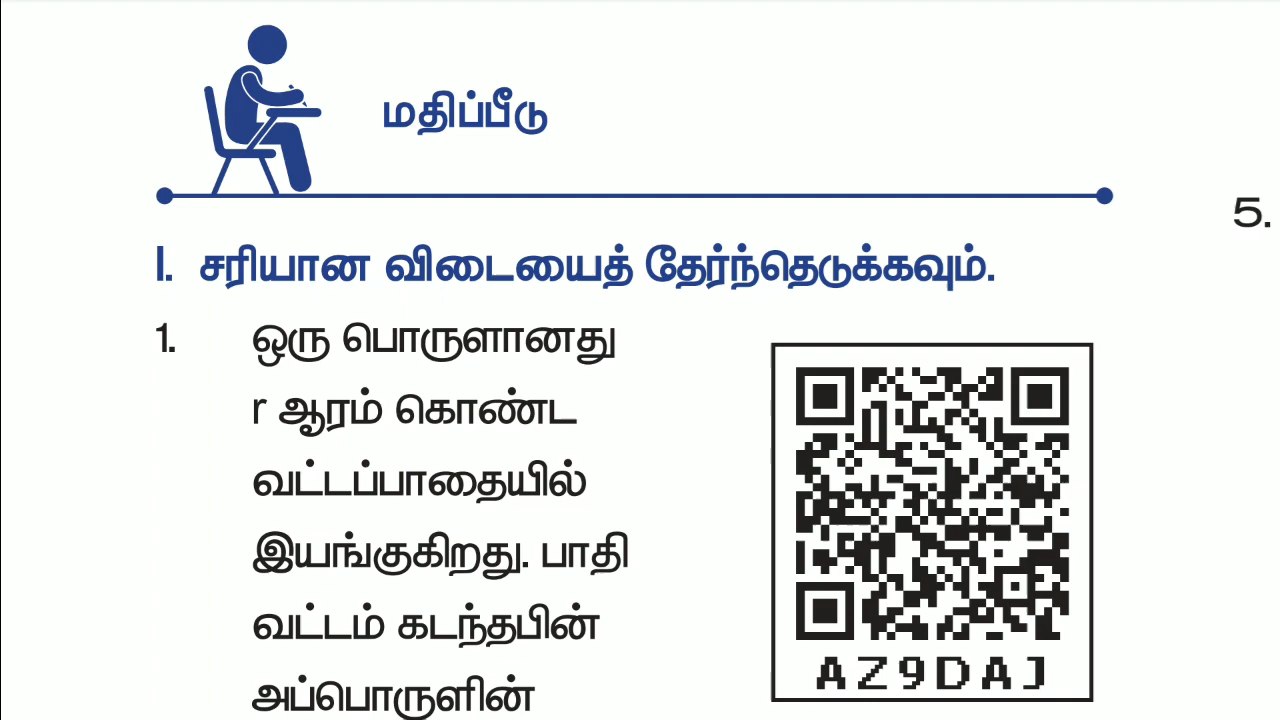 மதிப்பீடு
5.
I. சரியான விடையைத் தேர்ந்தெடுக்கவும்.
1. ஒரு பொருளானது
r ஆரம் கொண்ட
வட்டப்பாதையில்
இயங்குகிறது. பாதி
வட்டம் கடந்தபின்
அப்பொருளின்
AZ9DAJ